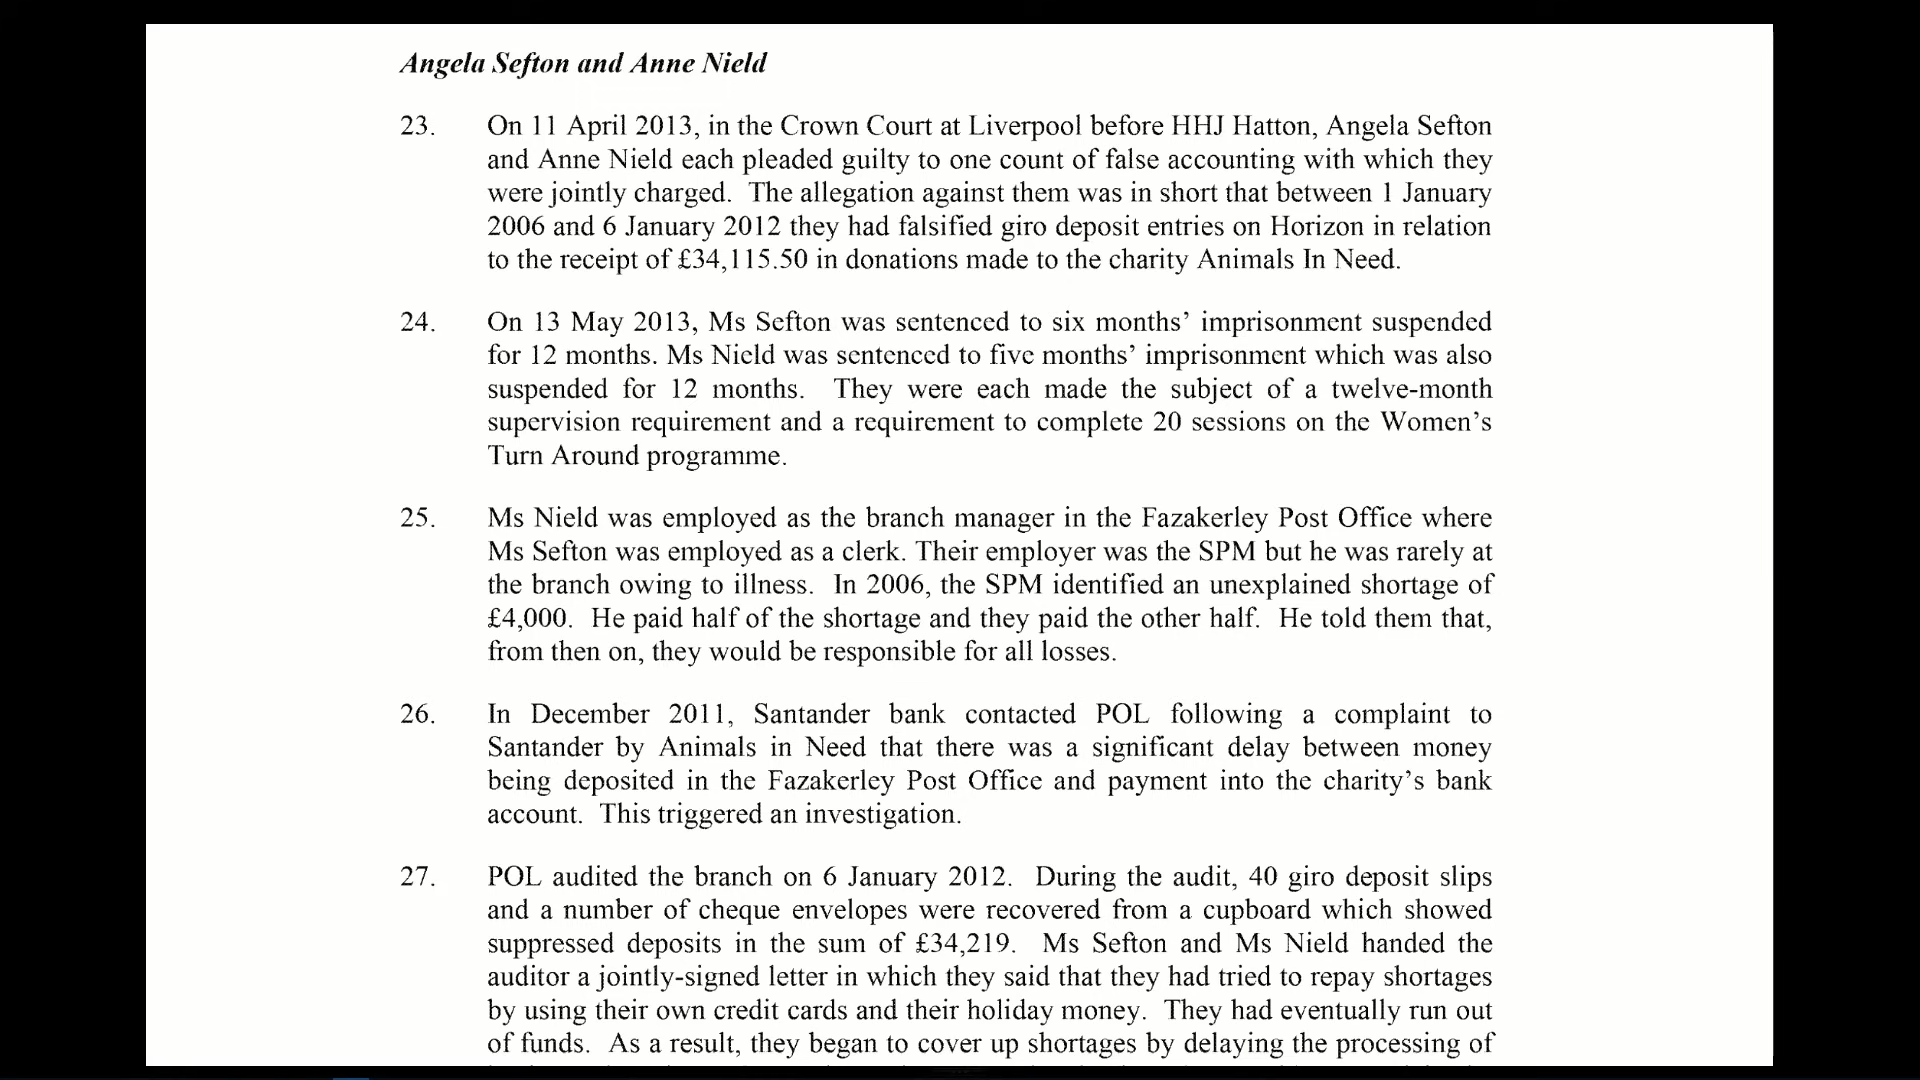 Angela Sefton and Anne Nield
23. On 11 April 2013, in the Crown Court at Liverpool before HHJ Hatton, Angela Sefton
and Anne Nield each pleaded guilty to one count of false accounting with which they
were jointly charged. The allegation against them was in short that between 1 January
2006 and 6 January 2012 they had falsified giro deposit entries on Horizon in relation
to the receipt of £34,115.50 in donations made to the charity Animals In Need.
24. On 13 May 2013, Ms Sefton was sentenced to six months’ imprisonment suspended
for 12 months. Ms Nield was sentenced to five months’ imprisonment which was also
suspended for 12 months. They were each made the subject of a twelve-month
supervision requirement and a requirement to complete 20 sessions on the Women’s
Turn Around programme.
25. Ms Nield was employed as the branch manager in the Fazakerley Post Office where
Ms Sefton was employed as a clerk. Their employer was the SPM but he was rarely at
the branch owing to illness. In 2006, the SPM identified an unexplained shortage of
£4,000. He paid half of the shortage and they paid the other half. He told them that,
from then on, they would be responsible for all losses.
26. In December 2011, Santander bank contacted POL following a complaint to
Santander by Animals in Need that there was a significant delay between money
being deposited in the Fazakerley Post Office and payment into the charity’s bank
account. This triggered an investigation.
27. POL audited the branch on 6 January 2012. During the audit, 40 giro deposit slips
and a number of cheque envelopes were recovered from a cupboard which showed
suppressed deposits in the sum of £34,219. Ms Sefton and Ms Nield handed the
auditor a jointly-signed letter in which they said that they had tried to repay shortages
by using their own credit cards and their holiday money. They had eventually run out
of funds. As a result, they began to cover up shortages by delaying the processing of